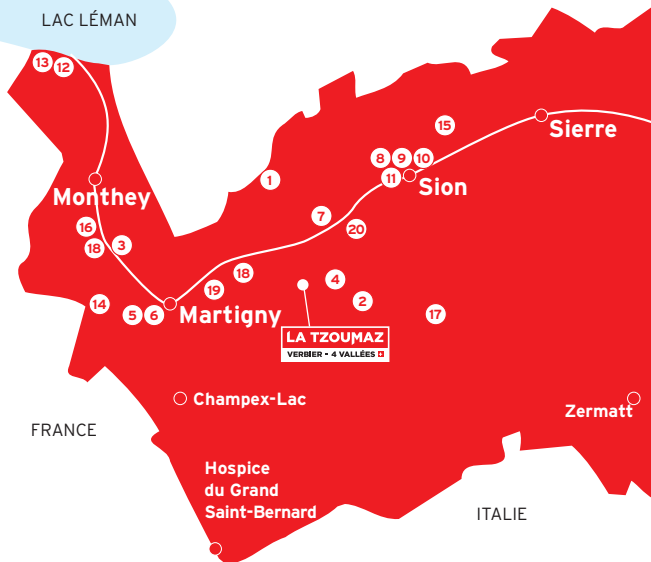 LAC LÉMAN
13
12
15
Sierre
8
9
10
11
Sion
1
Monthey
7
16
20
18
3
4
18
19
2
14
5
6
Martigny
17
LA TZOUMAZ
VERBIER - 4 VALLÉES
Champex-Lac
Zermatt
FRANCE
Hospice
du Grand
Saint-Bernard
ITALIE